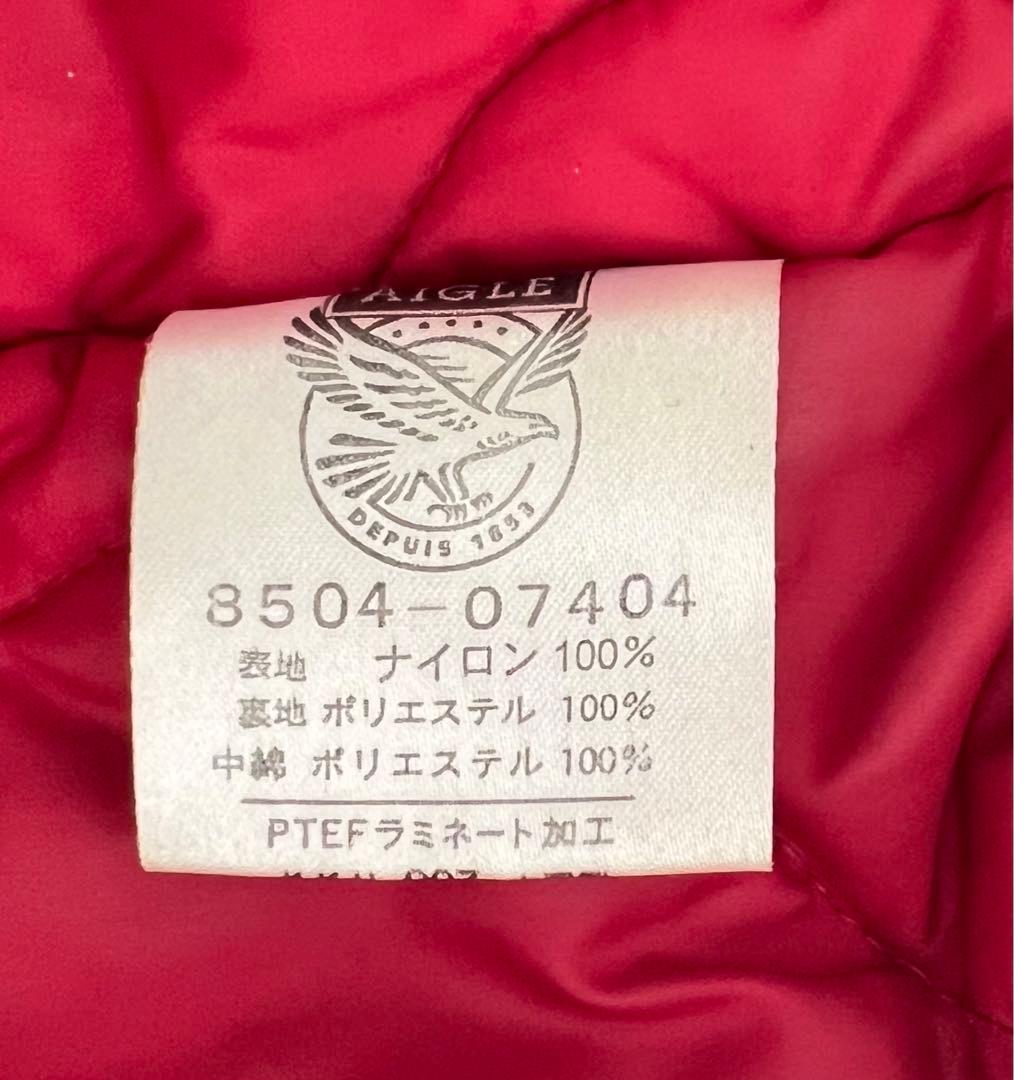 AIGLE
DEPUIS 1853
8504-07404
表地 ナイロン 100%
裏地 ポリエステル 100%
中綿 ポリエステル 100%
PTEFラミネート加工